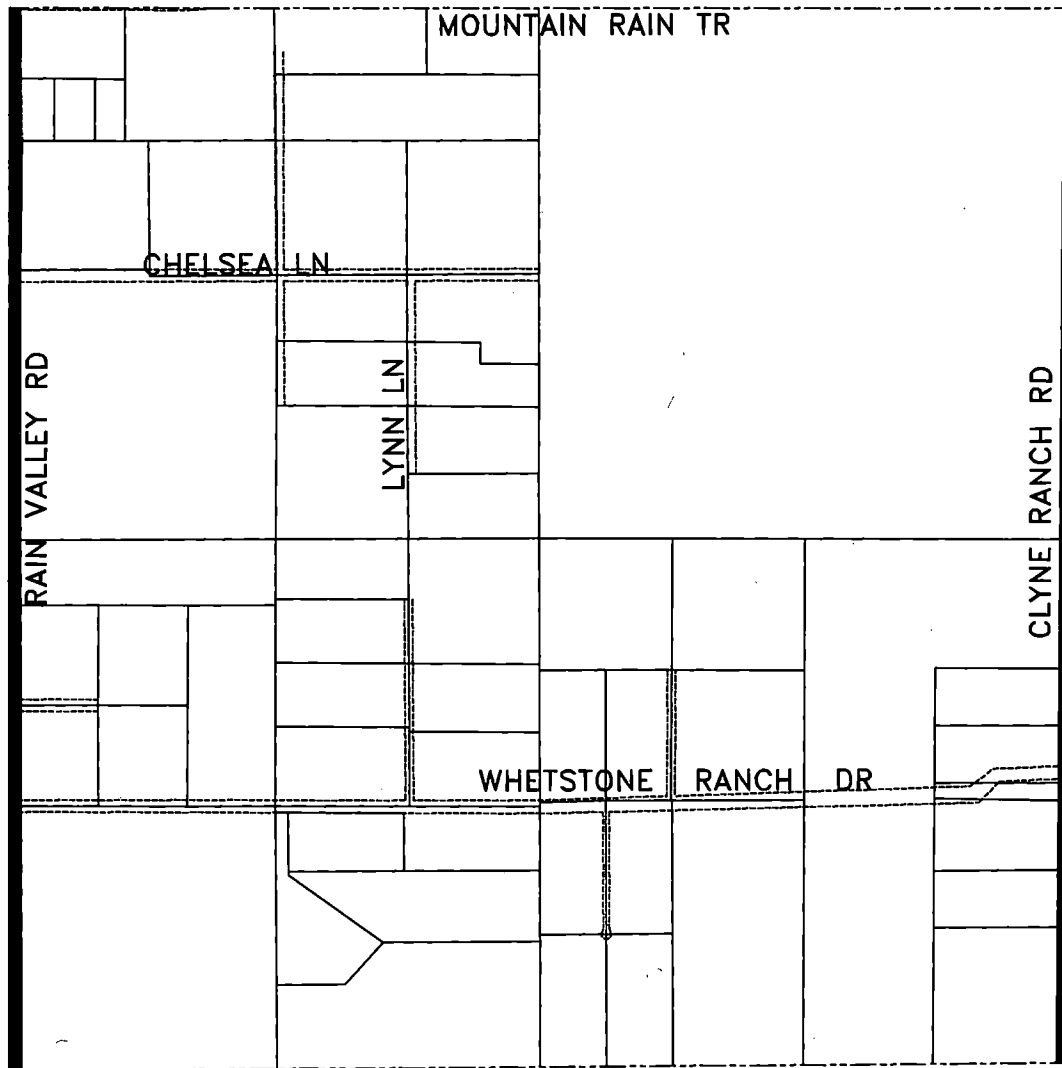 MOUNTAIN RAIN TR
CHELSEA LN
RAIN VALLEY RD
LYNN LN
CLYNE RANCH RD
WHETSTONE RANCH DR